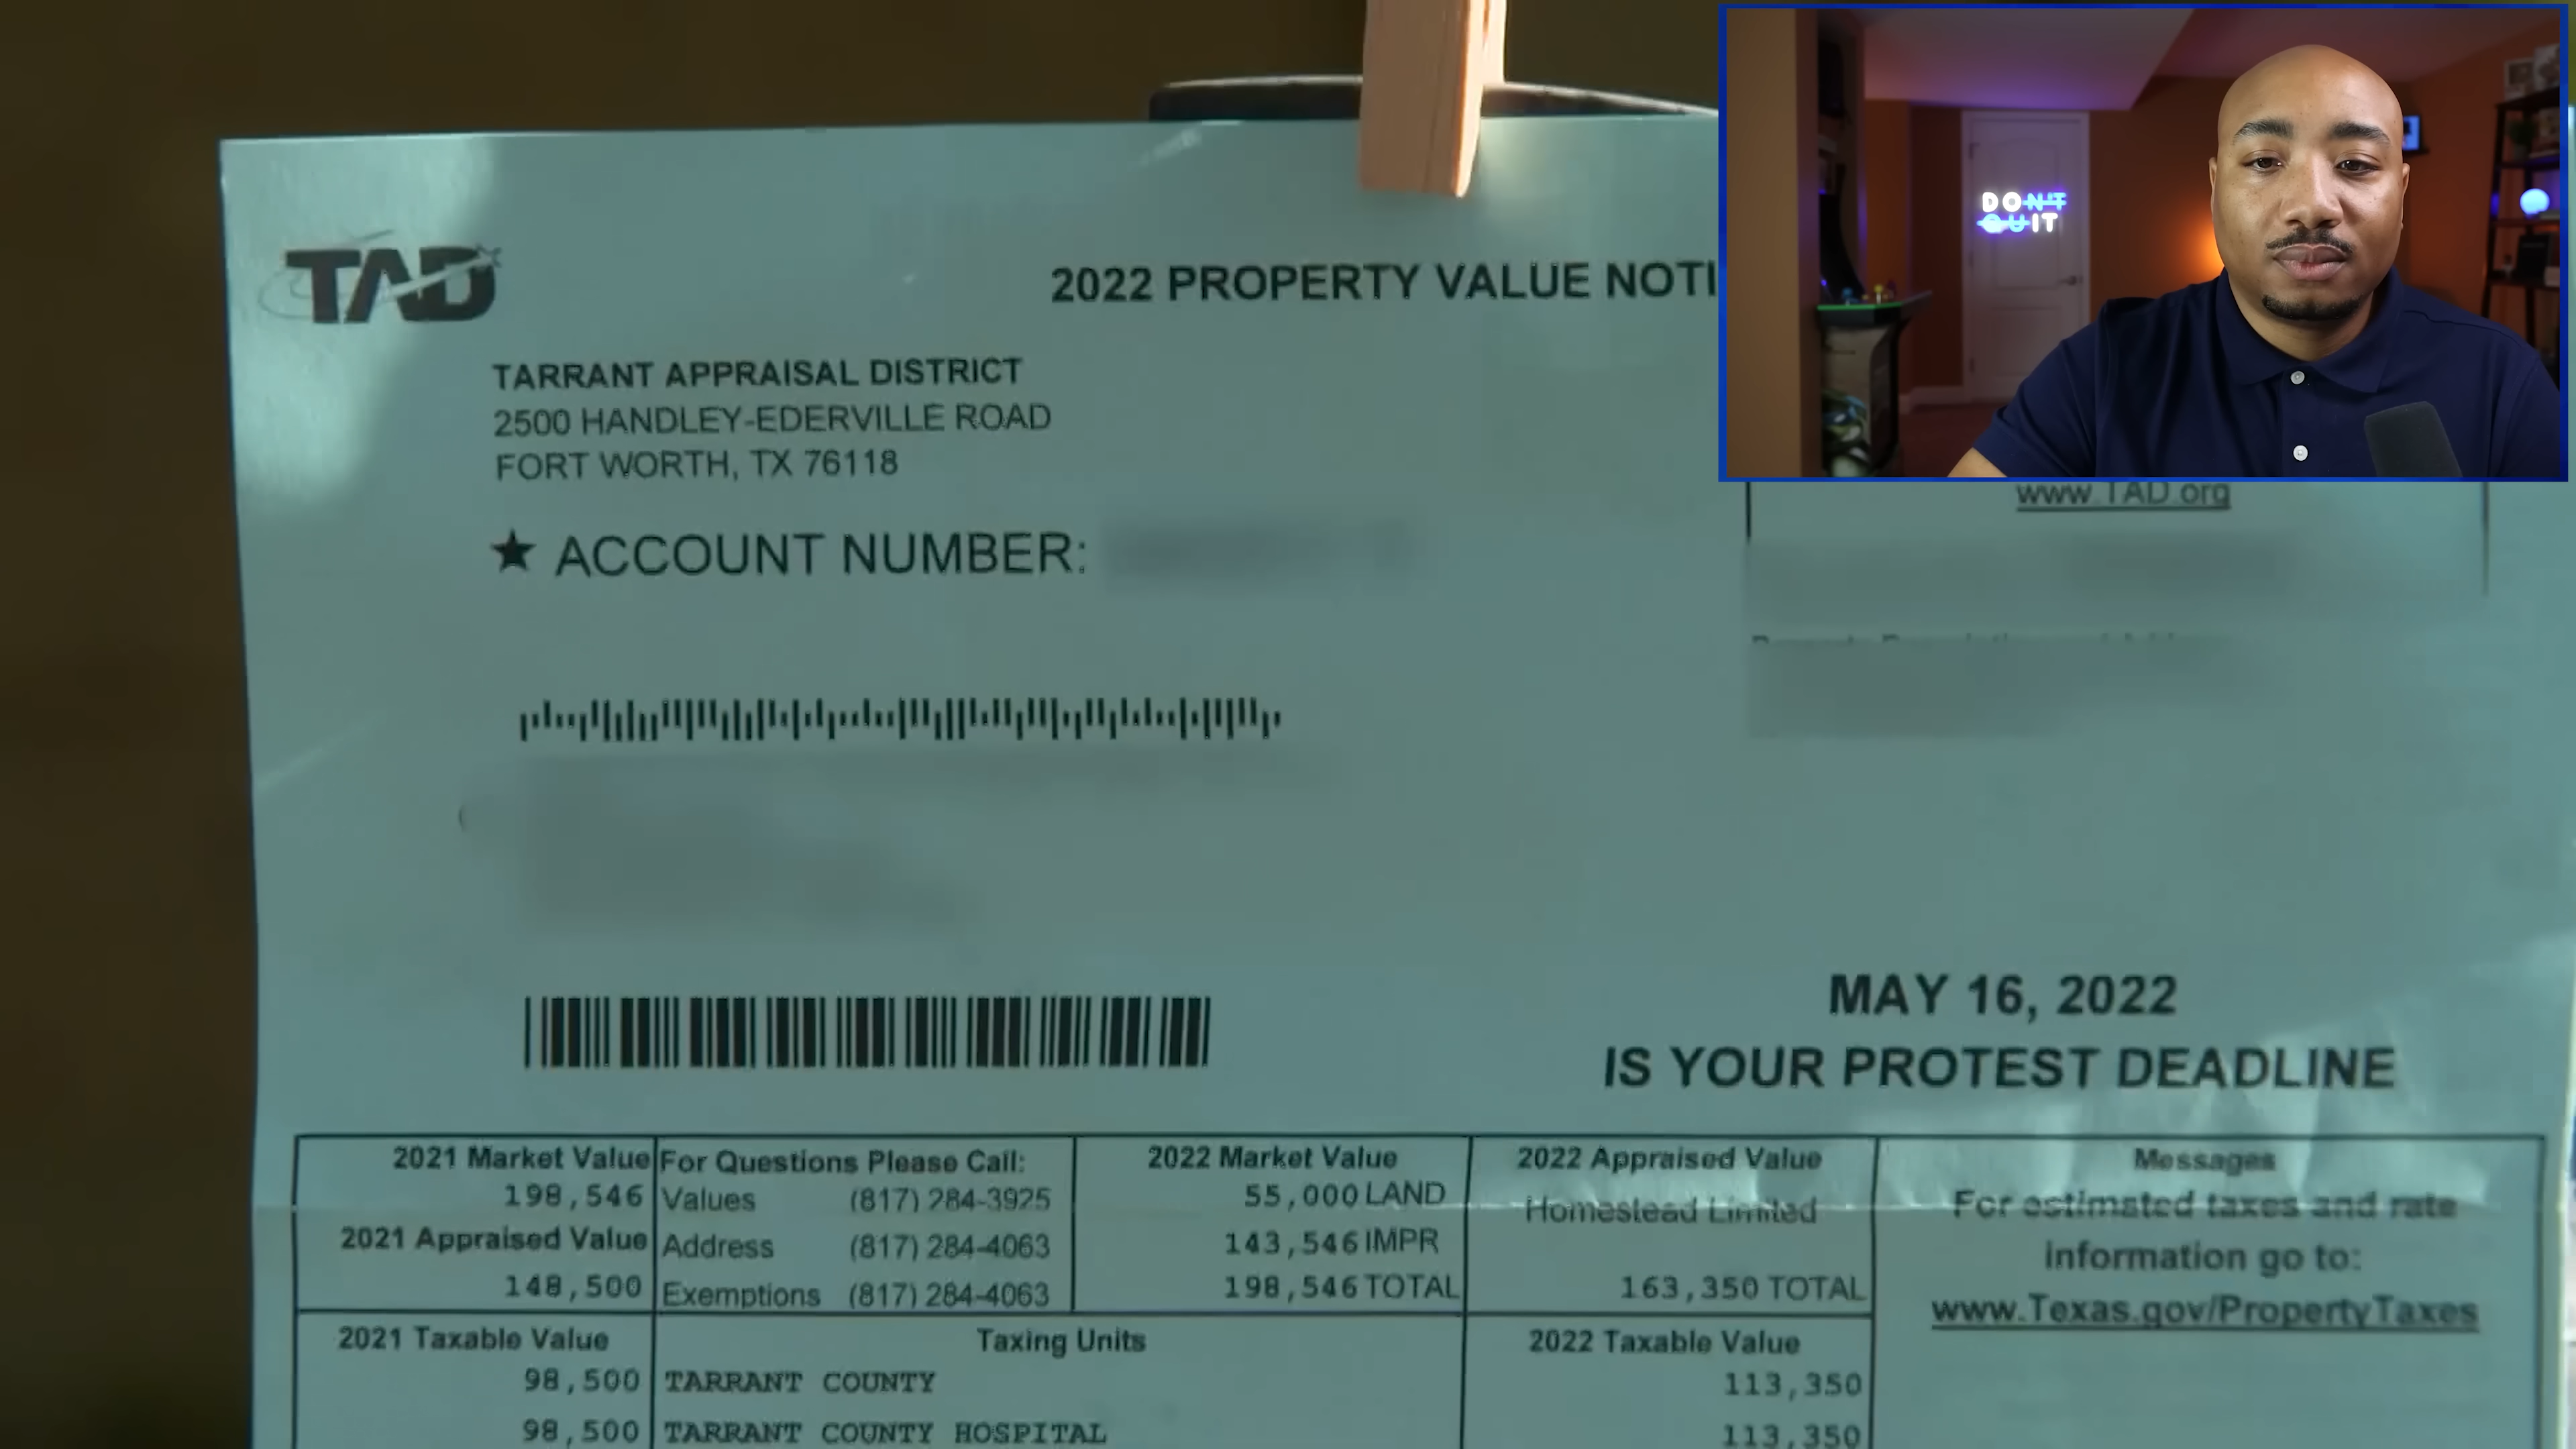 TAD
2022 PROPERTY VALUE NOTI
DON'T
QUIT
TARRANT APPRAISAL DISTRICT
2500 HANDLEY-EDERVILLE ROAD
FORT WORTH, TX 76118
www.TAD.org
★ ACCOUNT NUMBER:
MAY 16, 2022
IS YOUR PROTEST DEADLINE
2021 Market Value
198,546
2021 Appraised Value
148,500
For Questions Please Call:
Values (817) 284-3925
Address (817) 284-4063
Exemptions (817) 284-4063
2022 Market Value
55,000 LAND
143,546 IMPR
198,546 TOTAL
2022 Appraised Value
Homestead Limited
163,350 TOTAL
Messages
For estimated taxes and rate
information go to:
www.Texas.gov/PropertyTaxes
2021 Taxable Value Taxing Units 2022 Taxable Value
98,500 TARRANT COUNTY 113,350
98,500 TARRANT COUNTY HOSPITAL 113,350